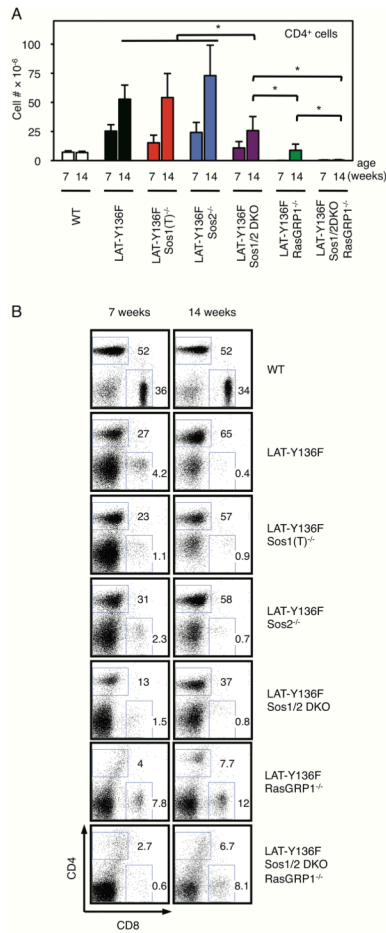 A
CD4⁺ cells
*
*
*
*
Cell # × 10⁻⁶
100
75
50
25
0
age
7 14 7 14 7 14 7 14 7 14 7 14 7 14 (weeks)
WT
LAT-Y136F
LAT-Y136F
Sos1(T)⁻/⁻
LAT-Y136F
Sos2⁻/⁻
LAT-Y136F
Sos1/2 DKO
LAT-Y136F
RasGRP1⁻/⁻
LAT-Y136F
Sos1/2DKO
RasGRP1⁻/⁻
B
7 weeks 14 weeks
52 52
36 34
WT
27 65
4.2 0.4
LAT-Y136F
23 57
1.1 0.9
LAT-Y136F
Sos1(T)⁻/⁻
31 58
2.3 0.7
LAT-Y136F
Sos2⁻/⁻
13 37
1.5 0.8
LAT-Y136F
Sos1/2 DKO
4 7.7
7.8 12
LAT-Y136F
RasGRP1⁻/⁻
2.7 6.7
0.6 8.1
LAT-Y136F
Sos1/2 DKO
RasGRP1⁻/⁻
CD4
CD8